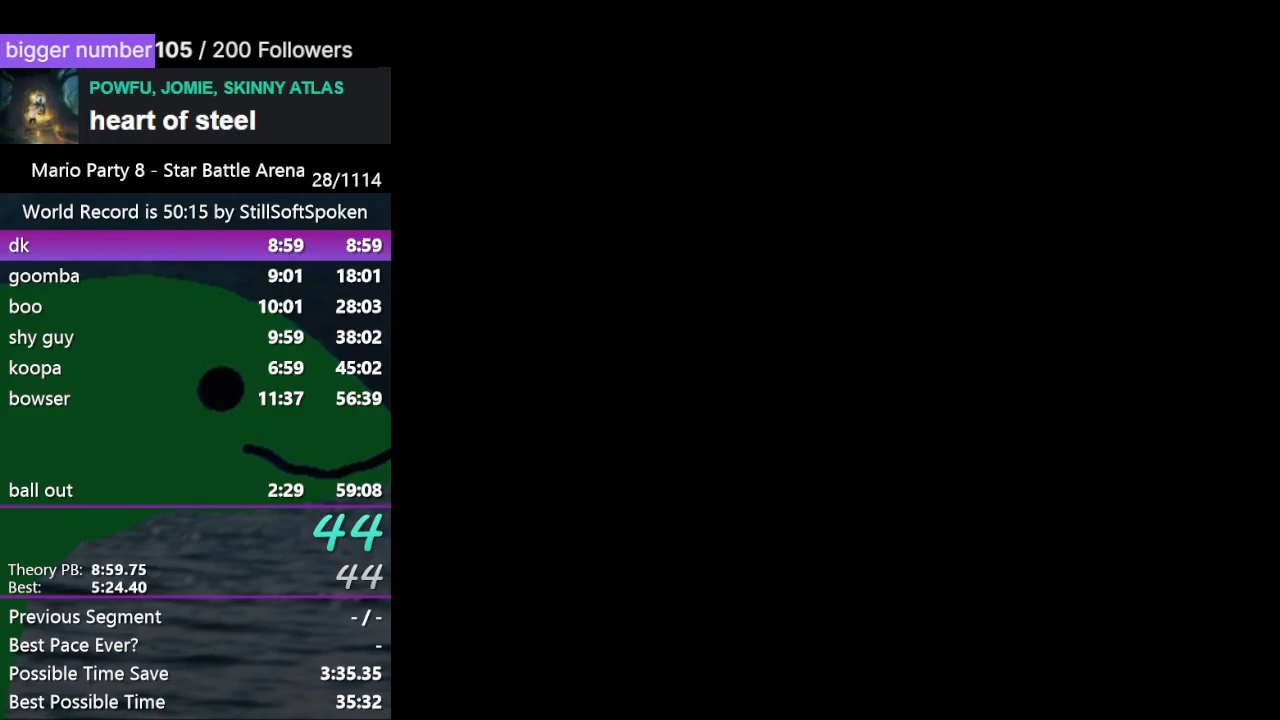 bigger number 105 / 200 Followers
POWFU, JOMIE, SKINNY ATLAS
heart of steel
Mario Party 8 - Star Battle Arena 28/1114
World Record is 50:15 by StillSoftSpoken
dk 8:59 8:59
goomba 9:01 18:01
boo 10:01 28:03
shy guy 9:59 38:02
koopa 6:59 45:02
bowser 11:37 56:39
ball out 2:29 59:08
44
Theory PB: 8:59.75
Best: 5:24.40
44
Previous Segment - / -
Best Pace Ever? -
Possible Time Save 3:35.35
Best Possible Time 35:32